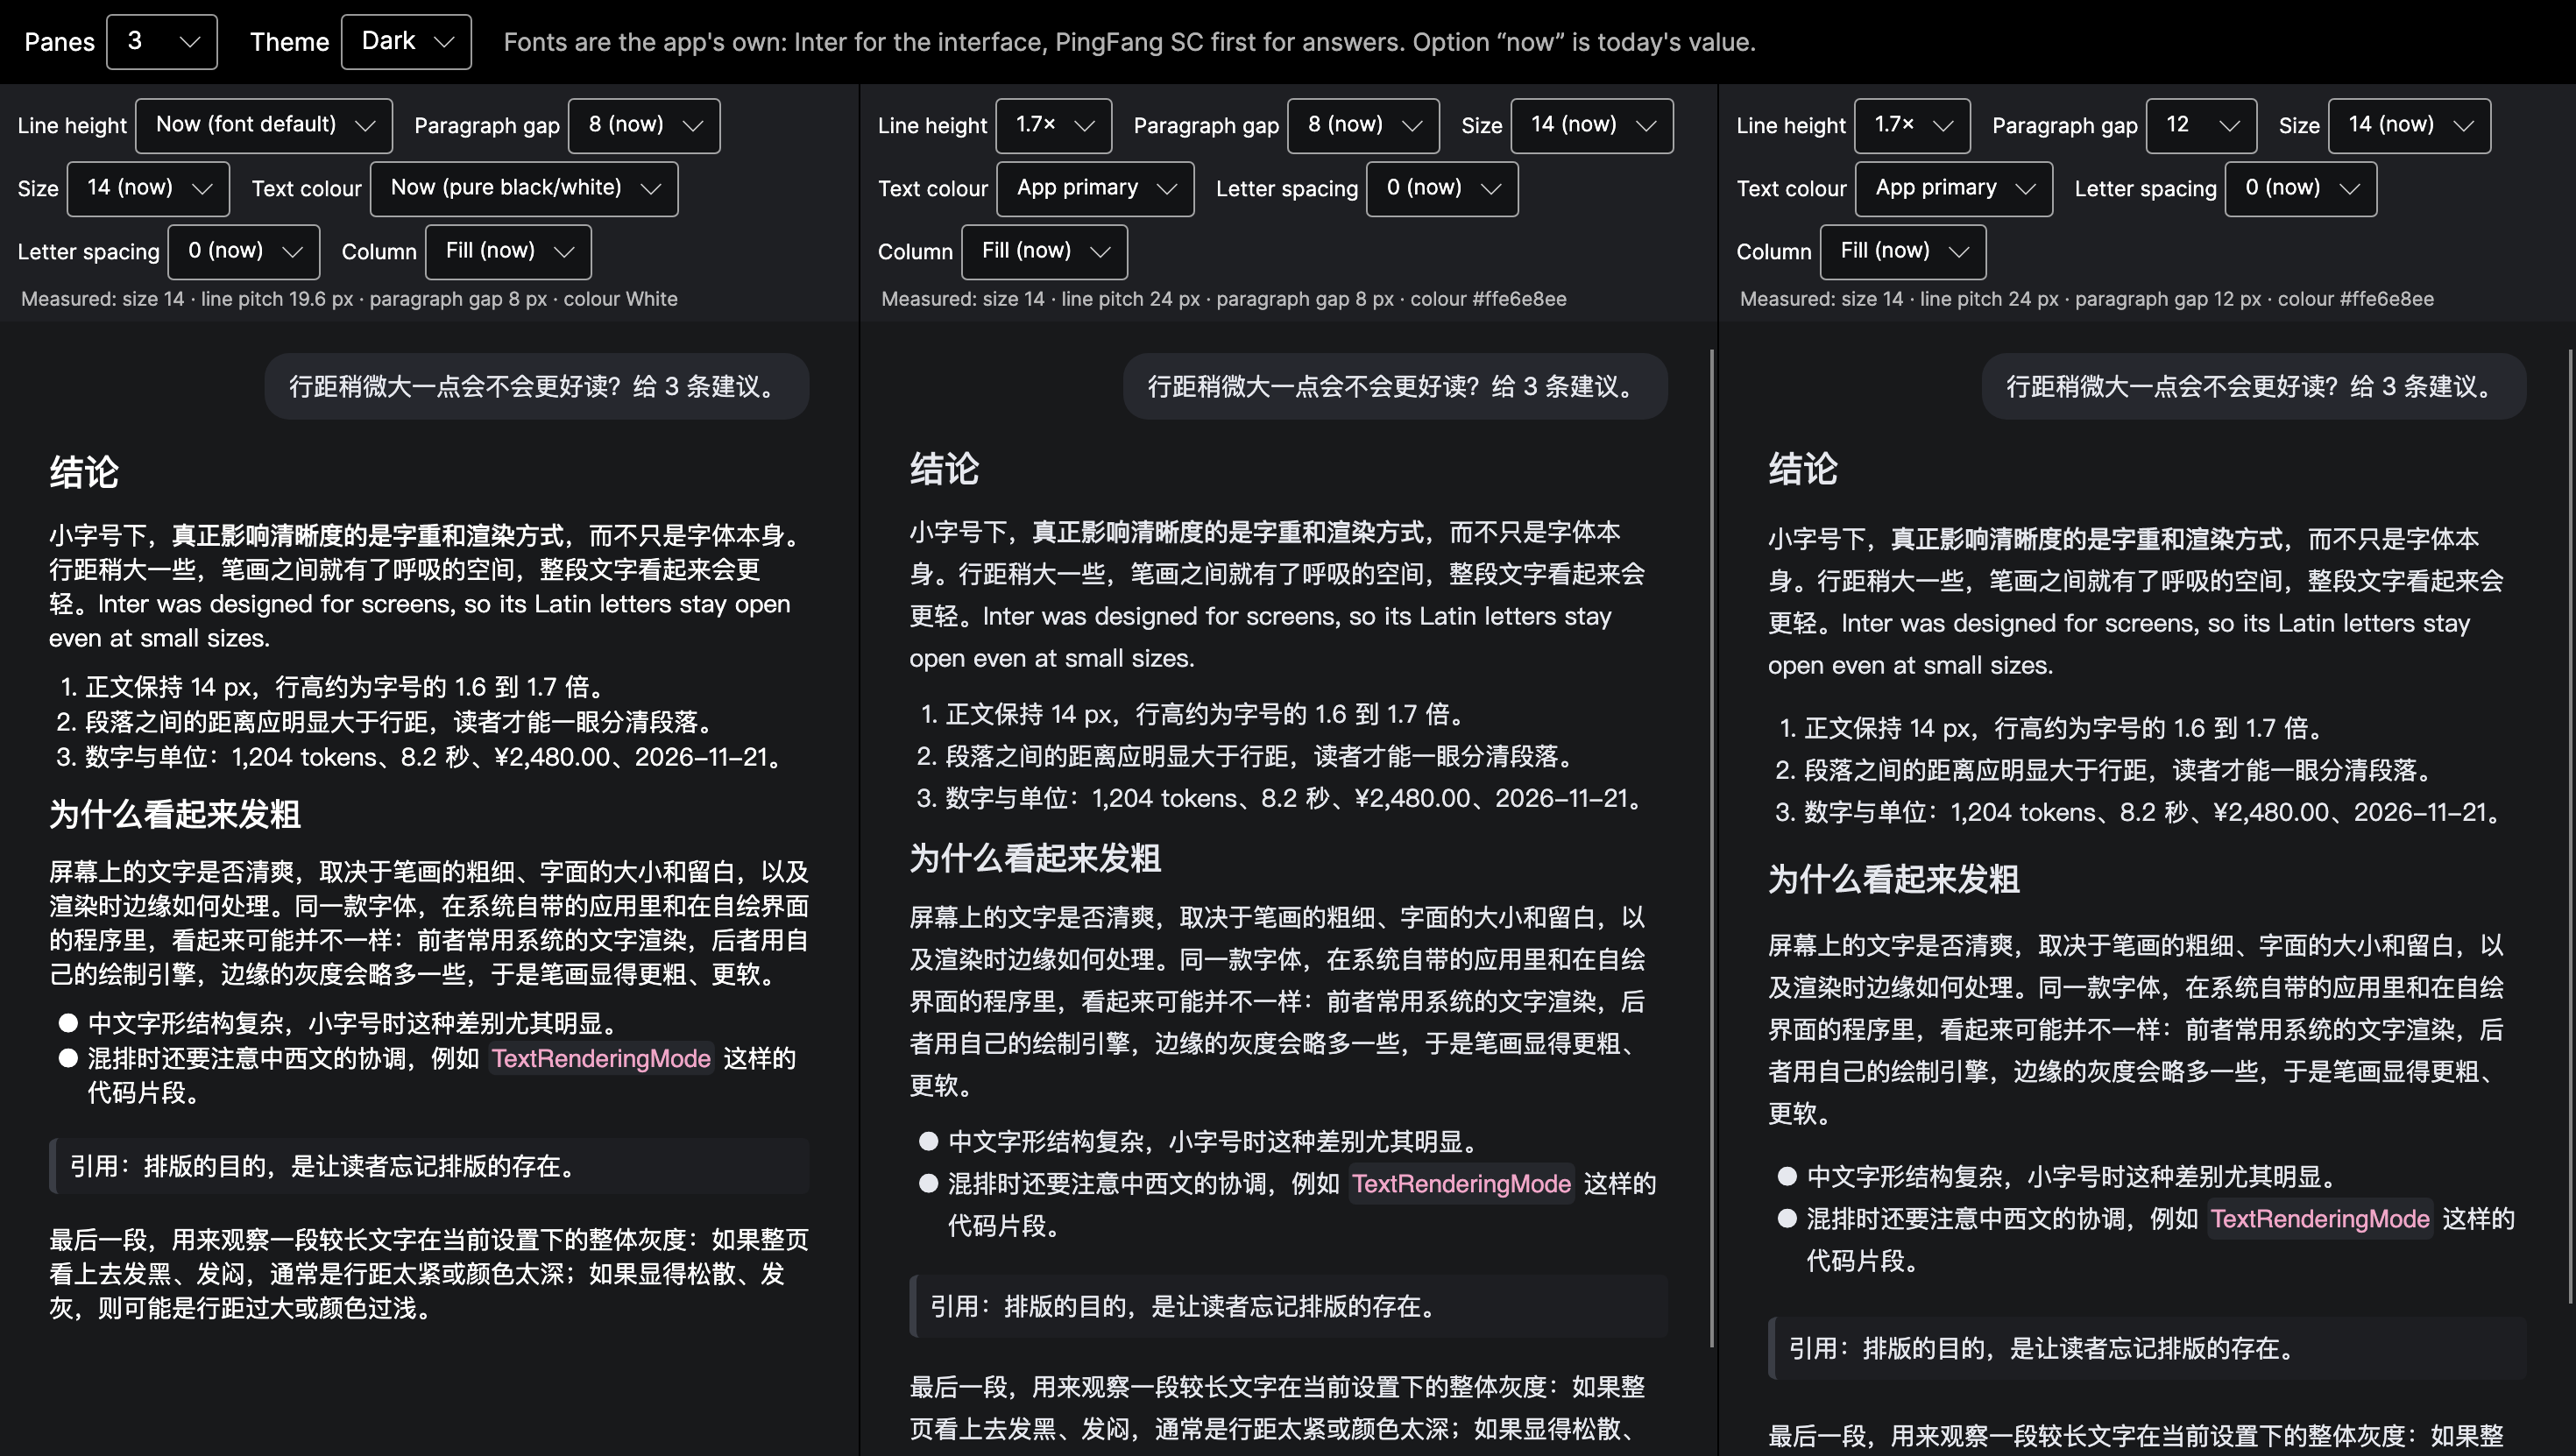 Panes 3 Theme Dark Fonts are the app's own: Inter for the interface, PingFang SC first for answers. Option “now” is today's value.
Line height Now (font default) Paragraph gap 8 (now)
Size 14 (now) Text colour Now (pure black/white)
Letter spacing 0 (now) Column Fill (now)
Measured: size 14 · line pitch 19.6 px · paragraph gap 8 px · colour White
行距稍微大一点会不会更好读？给 3 条建议。
结论
小字号下，真正影响清晰度的是字重和渲染方式，而不只是字体本身。
行距稍大一些，笔画之间就有了呼吸的空间，整段文字看起来会更
轻。Inter was designed for screens, so its Latin letters stay open
even at small sizes.
1. 正文保持 14 px，行高约为字号的 1.6 到 1.7 倍。
2. 段落之间的距离应明显大于行距，读者才能一眼分清段落。
3. 数字与单位：1,204 tokens、8.2 秒、¥2,480.00、2026–11–21。
为什么看起来发粗
屏幕上的文字是否清爽，取决于笔画的粗细、字面的大小和留白，以及
渲染时边缘如何处理。同一款字体，在系统自带的应用里和在自绘界面
的程序里，看起来可能并不一样：前者常用系统的文字渲染，后者用自
己的绘制引擎，边缘的灰度会略多一些，于是笔画显得更粗、更软。
● 中文字形结构复杂，小字号时这种差别尤其明显。
● 混排时还要注意中西文的协调，例如 TextRenderingMode 这样的
代码片段。
引用：排版的目的，是让读者忘记排版的存在。
最后一段，用来观察一段较长文字在当前设置下的整体灰度：如果整页
看上去发黑、发闷，通常是行距太紧或颜色太深；如果显得松散、发
灰，则可能是行距过大或颜色过浅。
Line height 1.7× Paragraph gap 8 (now) Size 14 (now)
Text colour App primary Letter spacing 0 (now)
Column Fill (now)
Measured: size 14 · line pitch 24 px · paragraph gap 8 px · colour #ffe6e8ee
行距稍微大一点会不会更好读？给 3 条建议。
结论
小字号下，真正影响清晰度的是字重和渲染方式，而不只是字体本
身。行距稍大一些，笔画之间就有了呼吸的空间，整段文字看起来会
更轻。Inter was designed for screens, so its Latin letters stay
open even at small sizes.
1. 正文保持 14 px，行高约为字号的 1.6 到 1.7 倍。
2. 段落之间的距离应明显大于行距，读者才能一眼分清段落。
3. 数字与单位：1,204 tokens、8.2 秒、¥2,480.00、2026–11–21。
为什么看起来发粗
屏幕上的文字是否清爽，取决于笔画的粗细、字面的大小和留白，以
及渲染时边缘如何处理。同一款字体，在系统自带的应用里和在自绘
界面的程序里，看起来可能并不一样：前者常用系统的文字渲染，后
者用自己的绘制引擎，边缘的灰度会略多一些，于是笔画显得更粗、
更软。
● 中文字形结构复杂，小字号时这种差别尤其明显。
● 混排时还要注意中西文的协调，例如 TextRenderingMode 这样的
代码片段。
引用：排版的目的，是让读者忘记排版的存在。
最后一段，用来观察一段较长文字在当前设置下的整体灰度：如果整
页看上去发黑、发闷，通常是行距太紧或颜色太深；如果显得松散、
Line height 1.7× Paragraph gap 12 Size 14 (now)
Text colour App primary Letter spacing 0 (now)
Column Fill (now)
Measured: size 14 · line pitch 24 px · paragraph gap 12 px · colour #ffe6e8ee
行距稍微大一点会不会更好读？给 3 条建议。
结论
小字号下，真正影响清晰度的是字重和渲染方式，而不只是字体本
身。行距稍大一些，笔画之间就有了呼吸的空间，整段文字看起来会
更轻。Inter was designed for screens, so its Latin letters stay
open even at small sizes.
1. 正文保持 14 px，行高约为字号的 1.6 到 1.7 倍。
2. 段落之间的距离应明显大于行距，读者才能一眼分清段落。
3. 数字与单位：1,204 tokens、8.2 秒、¥2,480.00、2026–11–21。
为什么看起来发粗
屏幕上的文字是否清爽，取决于笔画的粗细、字面的大小和留白，以
及渲染时边缘如何处理。同一款字体，在系统自带的应用里和在自绘
界面的程序里，看起来可能并不一样：前者常用系统的文字渲染，后
者用自己的绘制引擎，边缘的灰度会略多一些，于是笔画显得更粗、
更软。
● 中文字形结构复杂，小字号时这种差别尤其明显。
● 混排时还要注意中西文的协调，例如 TextRenderingMode 这样的
代码片段。
引用：排版的目的，是让读者忘记排版的存在。
最后一段，用来观察一段较长文字在当前设置下的整体灰度：如果整